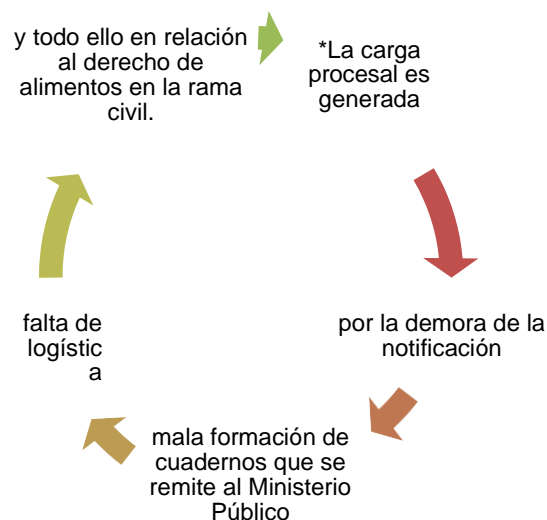 *La carga
procesal es
generada
por la demora de la
notificación
mala formación de
cuadernos que se
remite al Ministerio
Público
falta de
logístic
a
y todo ello en relación
al derecho de
alimentos en la rama
civil.